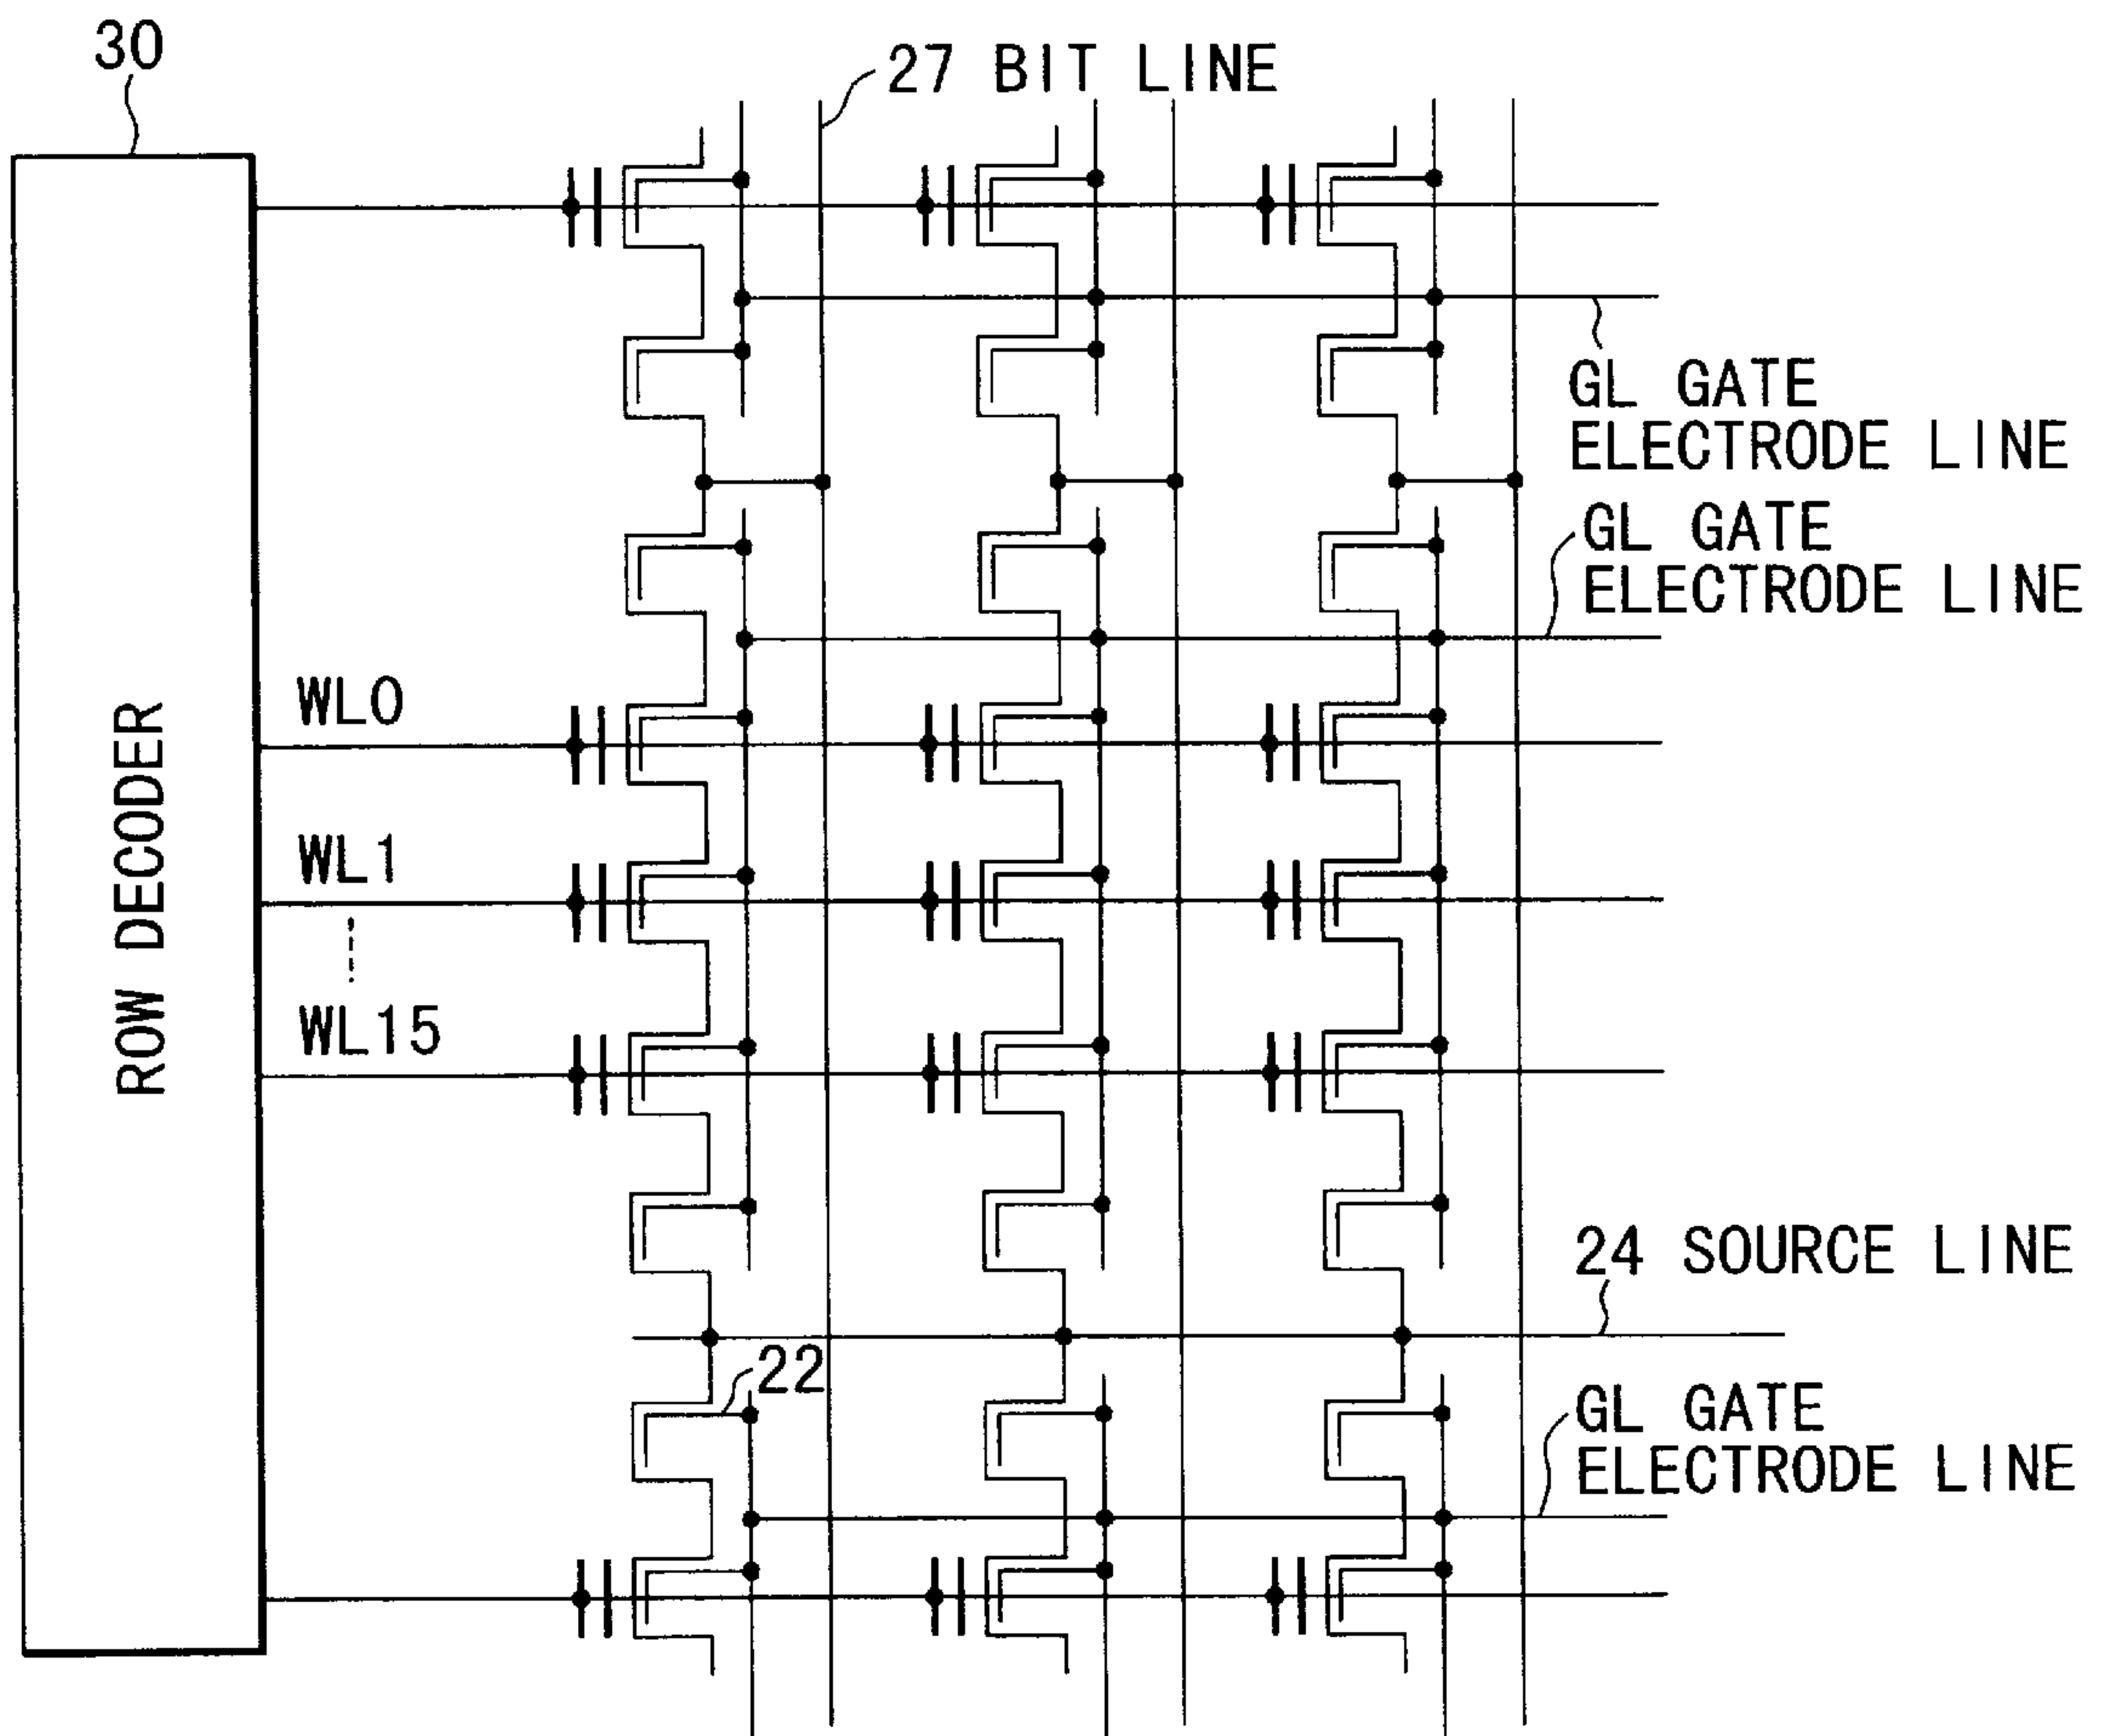 30
27 BIT LINE
GL GATE
ELECTRODE LINE
GL GATE
ELECTRODE LINE
WL0
WL1
WL15
ROW DECODER
24 SOURCE LINE
22
GL GATE
ELECTRODE LINE